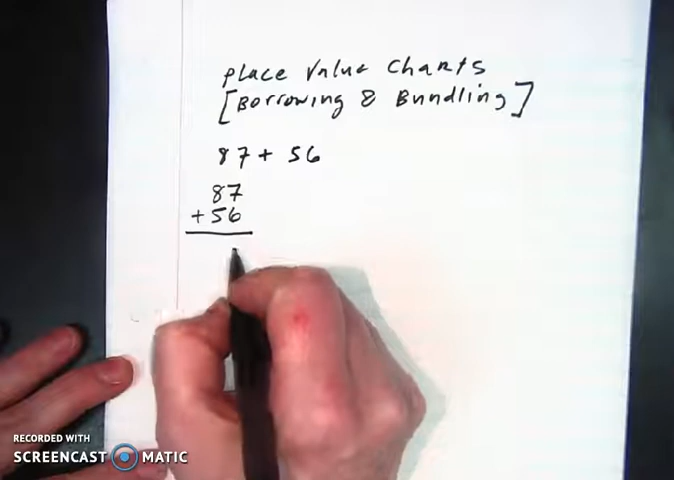 Place Value Charts
[Borrowing & Bundling]
87 + 56
87
+56
RECORDED WITH
SCREENCAST MATIC